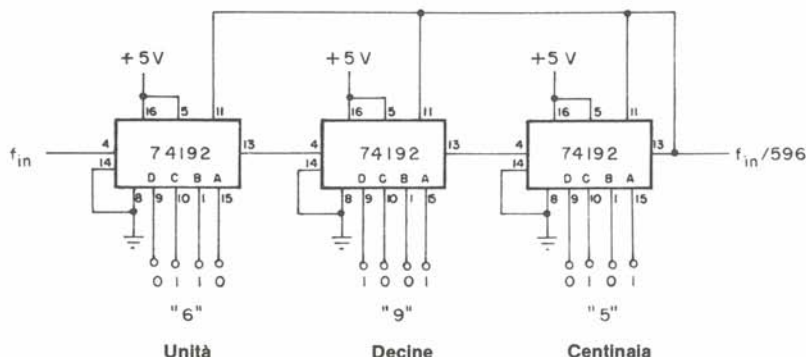 +5V +5V +5V
16 5 11 16 5 11 16 5 11
f_in 4 74192 13 4 74192 13 4 74192 13 f_in/596
14 14 14
D C B A D C B A D C B A
8 9 10 1 15 8 9 10 1 15 8 9 10 1 15
0 1 1 0 1 0 0 1 0 1 0 1
"6" "9" "5"
Unità Decine Centinaia